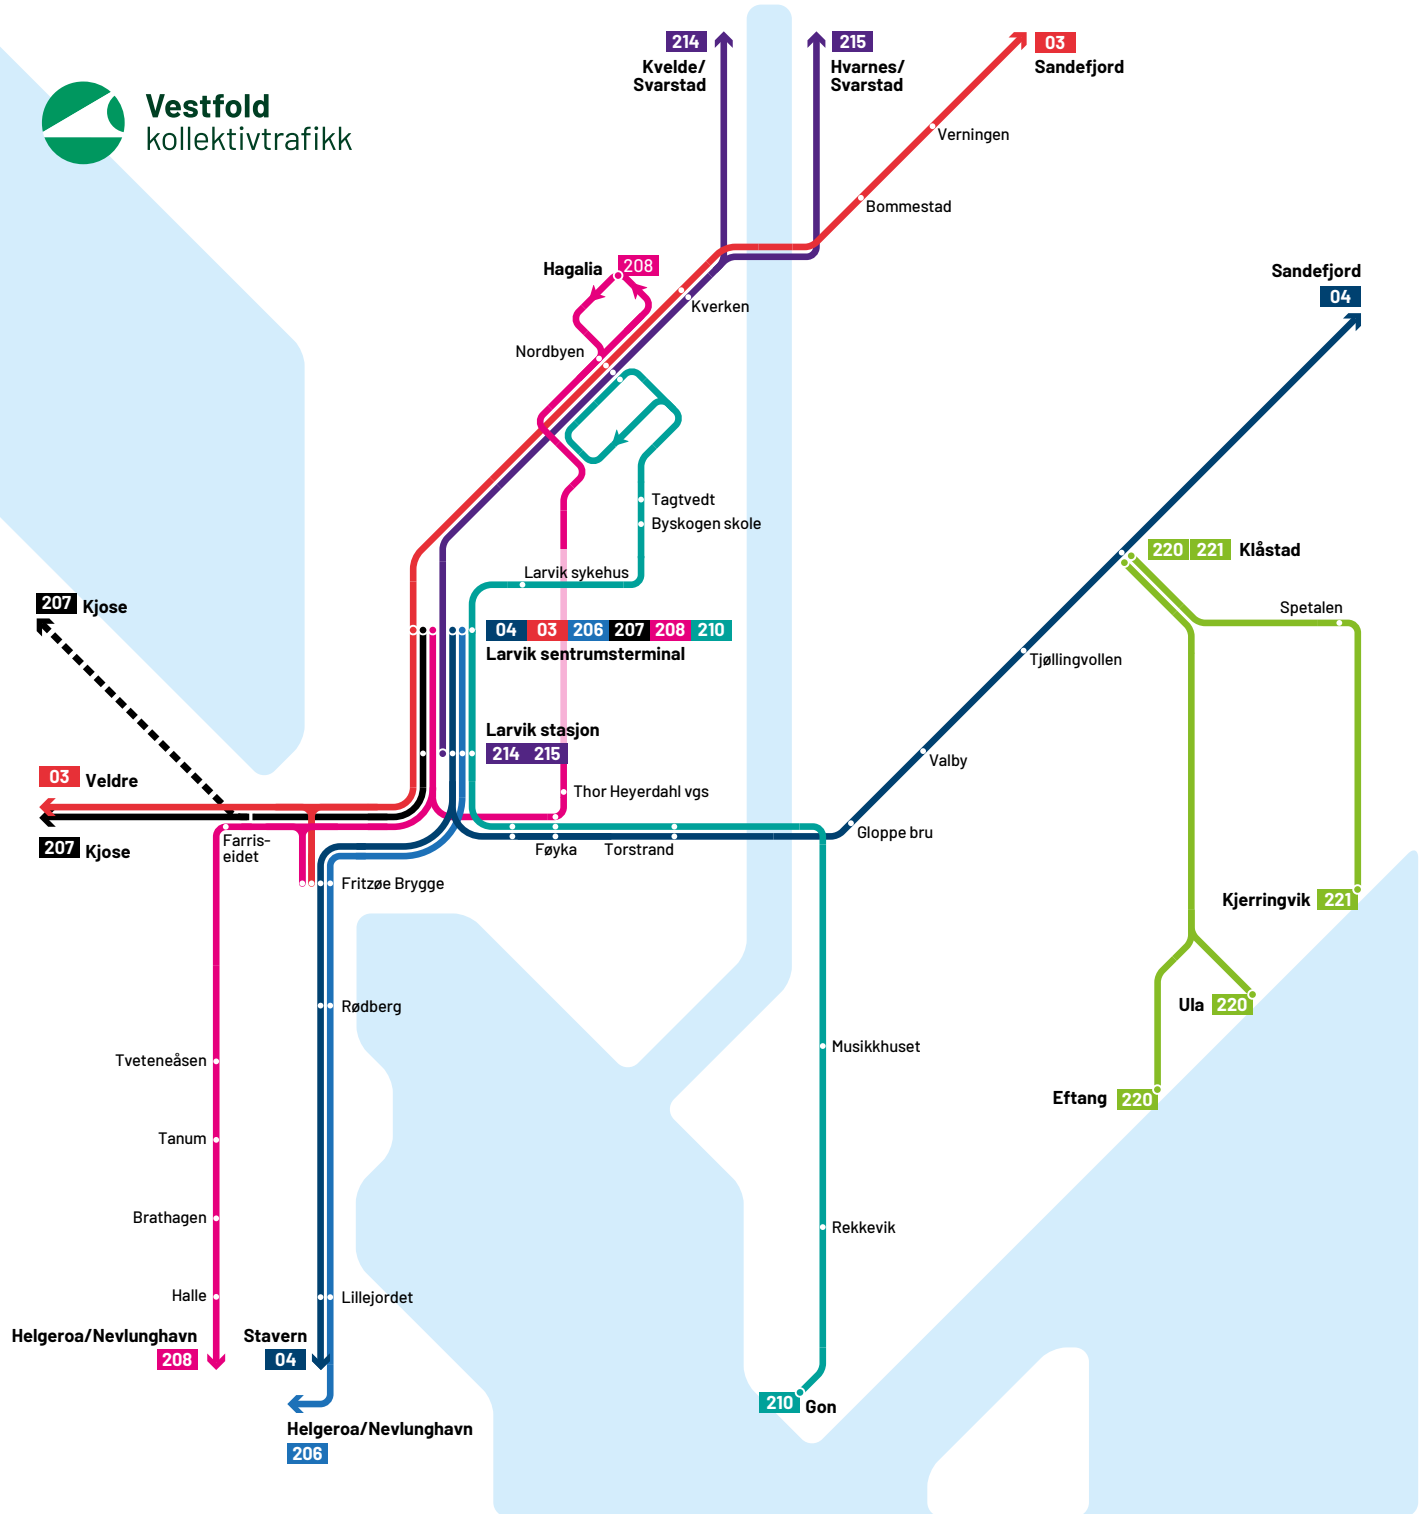 214
Kvelde/
Svarstad
215
Hvarnes/
Svarstad
03
Sandefjord
Vestfold
kollektivtrafikk
Verningen
Bommestad
Hagalia
208
Sandefjord
04
Kverken
Nordbyen
Tagtvedt
Byskogen skole
Larvik sykehus
220 221 Klåstad
Spetalen
207 Kjose
04 03 206 207 208 210
Larvik sentrumsterminal
Tjøllingvollen
Larvik stasjon
214 215
Valby
03 Veldre
Thor Heyerdahl vgs
Gloppe bru
207 Kjose
Farris-
eidet
Føyka
Torstrand
Fritzøe Brygge
Kjerringvik 221
Rødberg
Ula 220
Musikkhuset
Tveteneåsen
Eftang 220
Tanum
Brathagen
Rekkevik
Halle
Lillejordet
Helgeroa/Nevlunghavn
208
Stavern
04
210 Gon
Helgeroa/Nevlunghavn
206